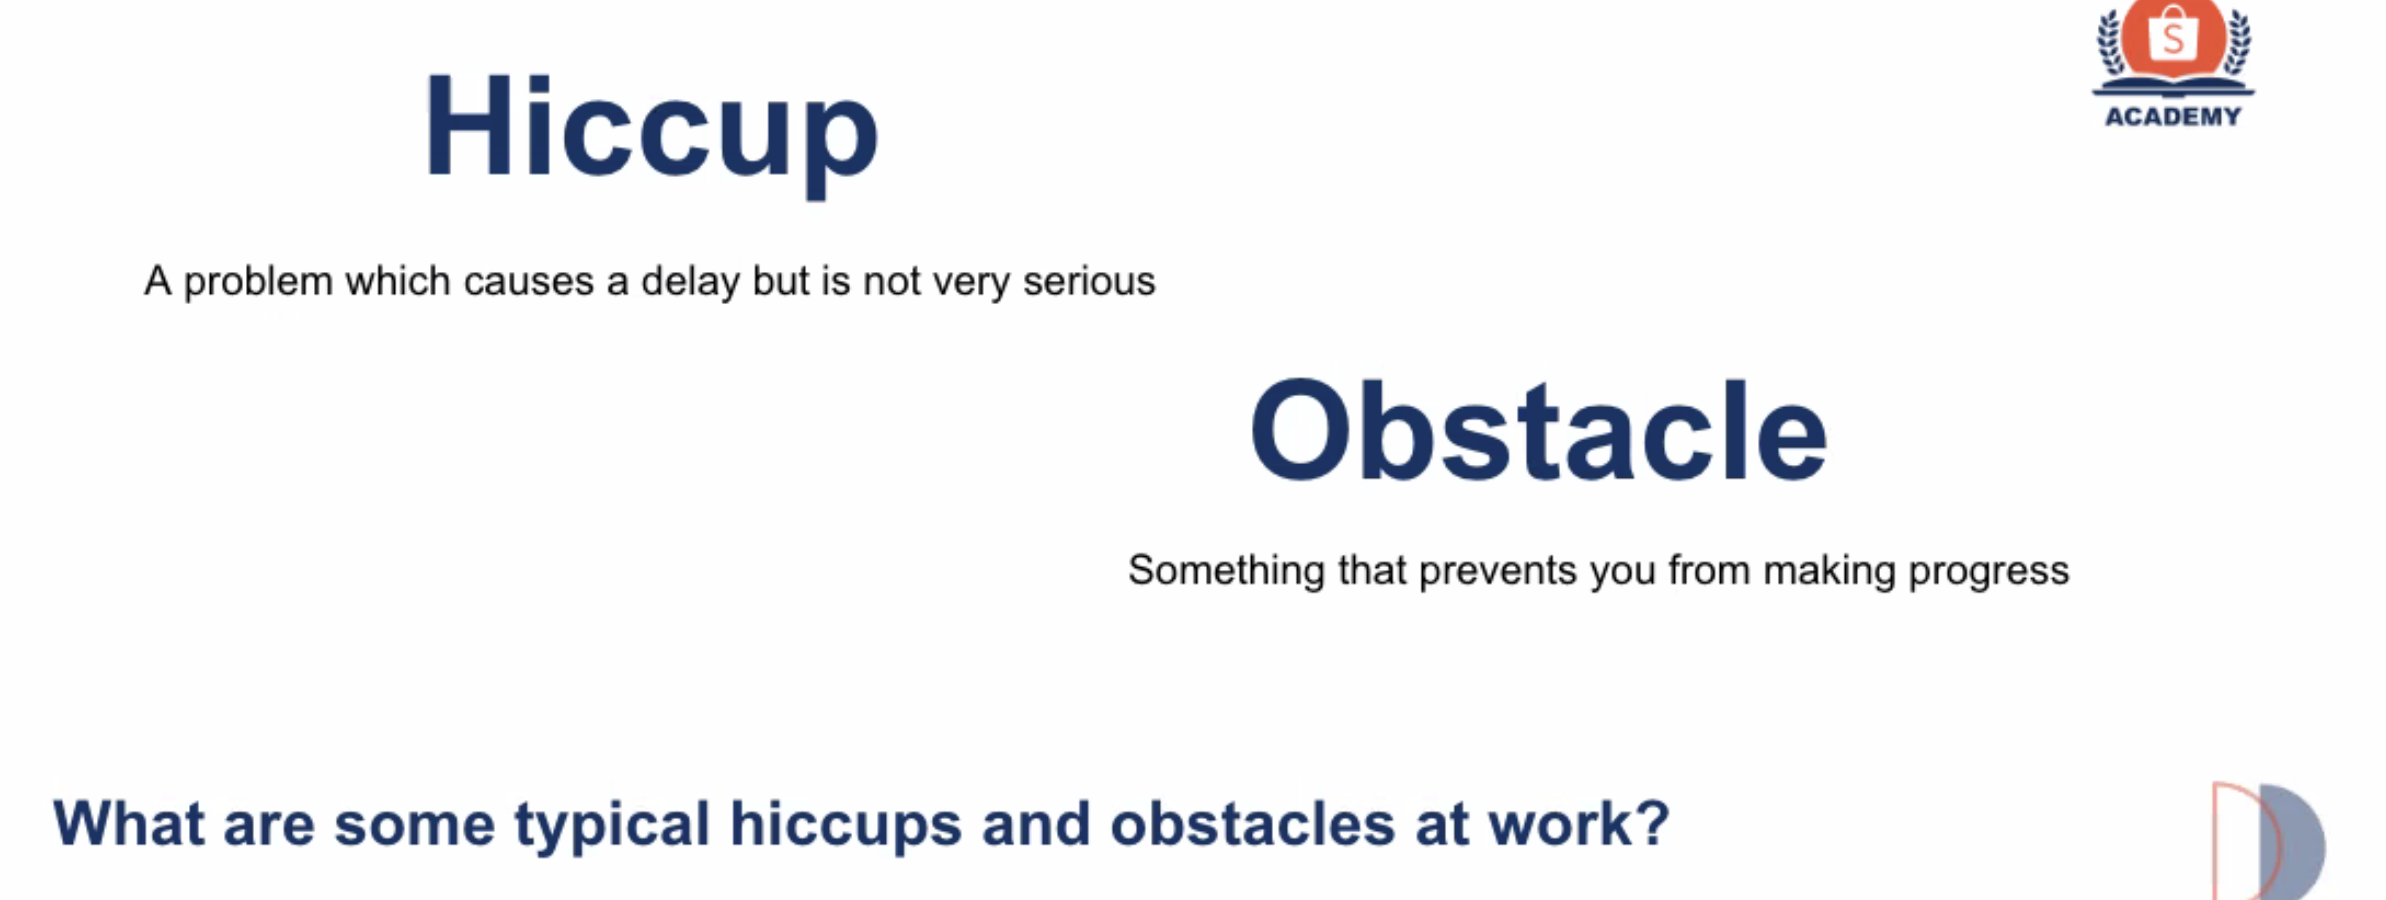 Hiccup
S
ACADEMY
A problem which causes a delay but is not very serious
Obstacle
Something that prevents you from making progress
What are some typical hiccups and obstacles at work?